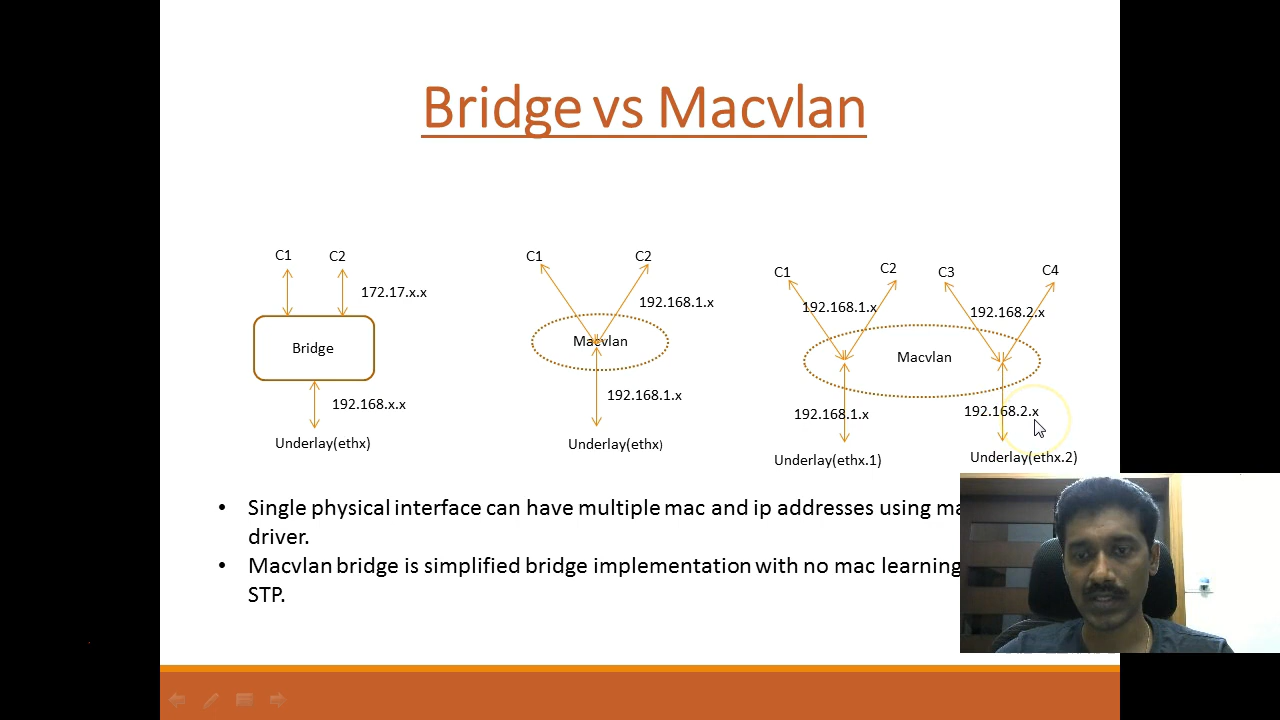 Bridge vs Macvlan
C1 C2
172.17.x.x
Bridge
192.168.x.x
Underlay(ethx)
C1 C2
192.168.1.x
Macvlan
192.168.1.x
Underlay(ethx)
C1 C2 C3 C4
192.168.1.x 192.168.2.x
Macvlan
192.168.1.x 192.168.2.x
Underlay(ethx.1) Underlay(ethx.2)
• Single physical interface can have multiple mac and ip addresses using
driver.
• Macvlan bridge is simplified bridge implementation with no mac learning
STP.